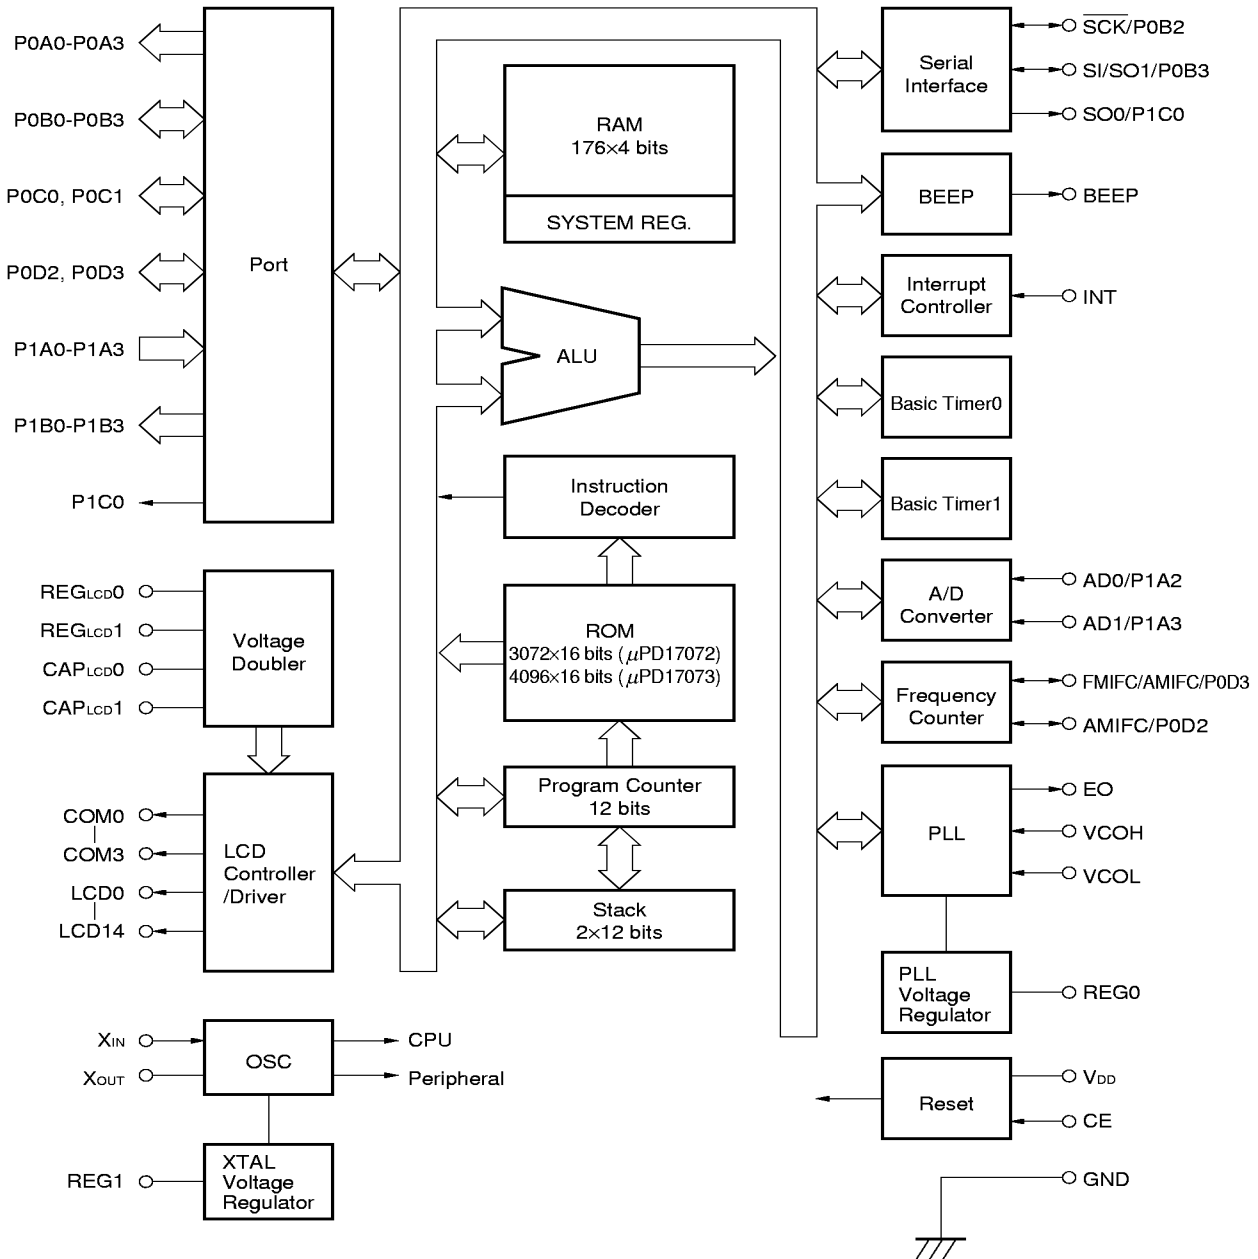 P0A0-P0A3
P0B0-P0B3
P0C0, P0C1
P0D2, P0D3
P1A0-P1A3
P1B0-P1B3
P1C0
Port
REGLCD0
REGLCD1
CAPLCD0
CAPLCD1
Voltage
Doubler
COM0
COM3
LCD0
LCD14
LCD
Controller
/Driver
XIN
XOUT
OSC
CPU
Peripheral
REG1
XTAL
Voltage
Regulator
RAM
176×4 bits
SYSTEM REG.
ALU
Instruction
Decoder
ROM
3072×16 bits (μPD17072)
4096×16 bits (μPD17073)
Program Counter
12 bits
Stack
2×12 bits
Serial
Interface
SCK/P0B2
SI/SO1/P0B3
SO0/P1C0
BEEP
BEEP
Interrupt
Controller
INT
Basic Timer0
Basic Timer1
A/D
Converter
AD0/P1A2
AD1/P1A3
Frequency
Counter
FMIFC/AMIFC/P0D3
AMIFC/P0D2
PLL
EO
VCOH
VCOL
PLL
Voltage
Regulator
REG0
Reset
VDD
CE
GND